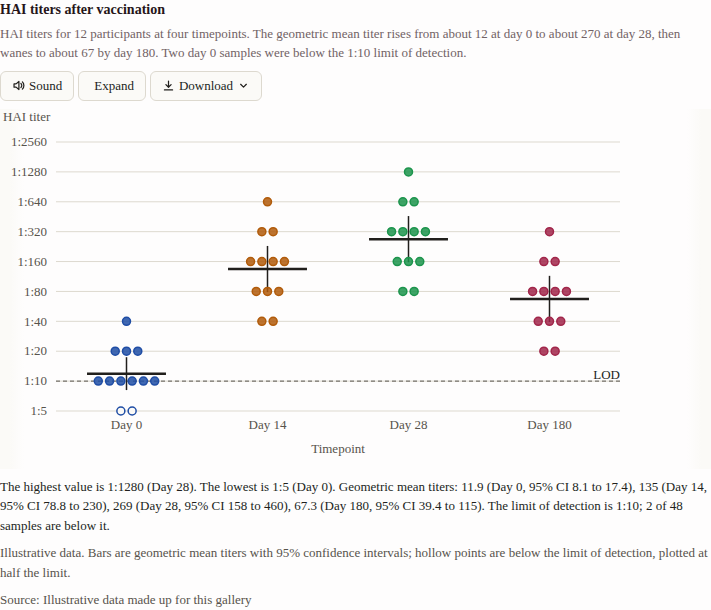 HAI titers after vaccination
HAI titers for 12 participants at four timepoints. The geometric mean titer rises from about 12 at day 0 to about 270 at day 28, then
wanes to about 67 by day 180. Two day 0 samples were below the 1:10 limit of detection.
Sound Expand Download
HAI titer
1:2560
1:1280
1:640
1:320
1:160
1:80
1:40
1:20
LOD
1:10
1:5
Day 0 Day 14 Day 28 Day 180
Timepoint
The highest value is 1:1280 (Day 28). The lowest is 1:5 (Day 0). Geometric mean titers: 11.9 (Day 0, 95% CI 8.1 to 17.4), 135 (Day 14,
95% CI 78.8 to 230), 269 (Day 28, 95% CI 158 to 460), 67.3 (Day 180, 95% CI 39.4 to 115). The limit of detection is 1:10; 2 of 48
samples are below it.
Illustrative data. Bars are geometric mean titers with 95% confidence intervals; hollow points are below the limit of detection, plotted at
half the limit.
Source: Illustrative data made up for this gallery